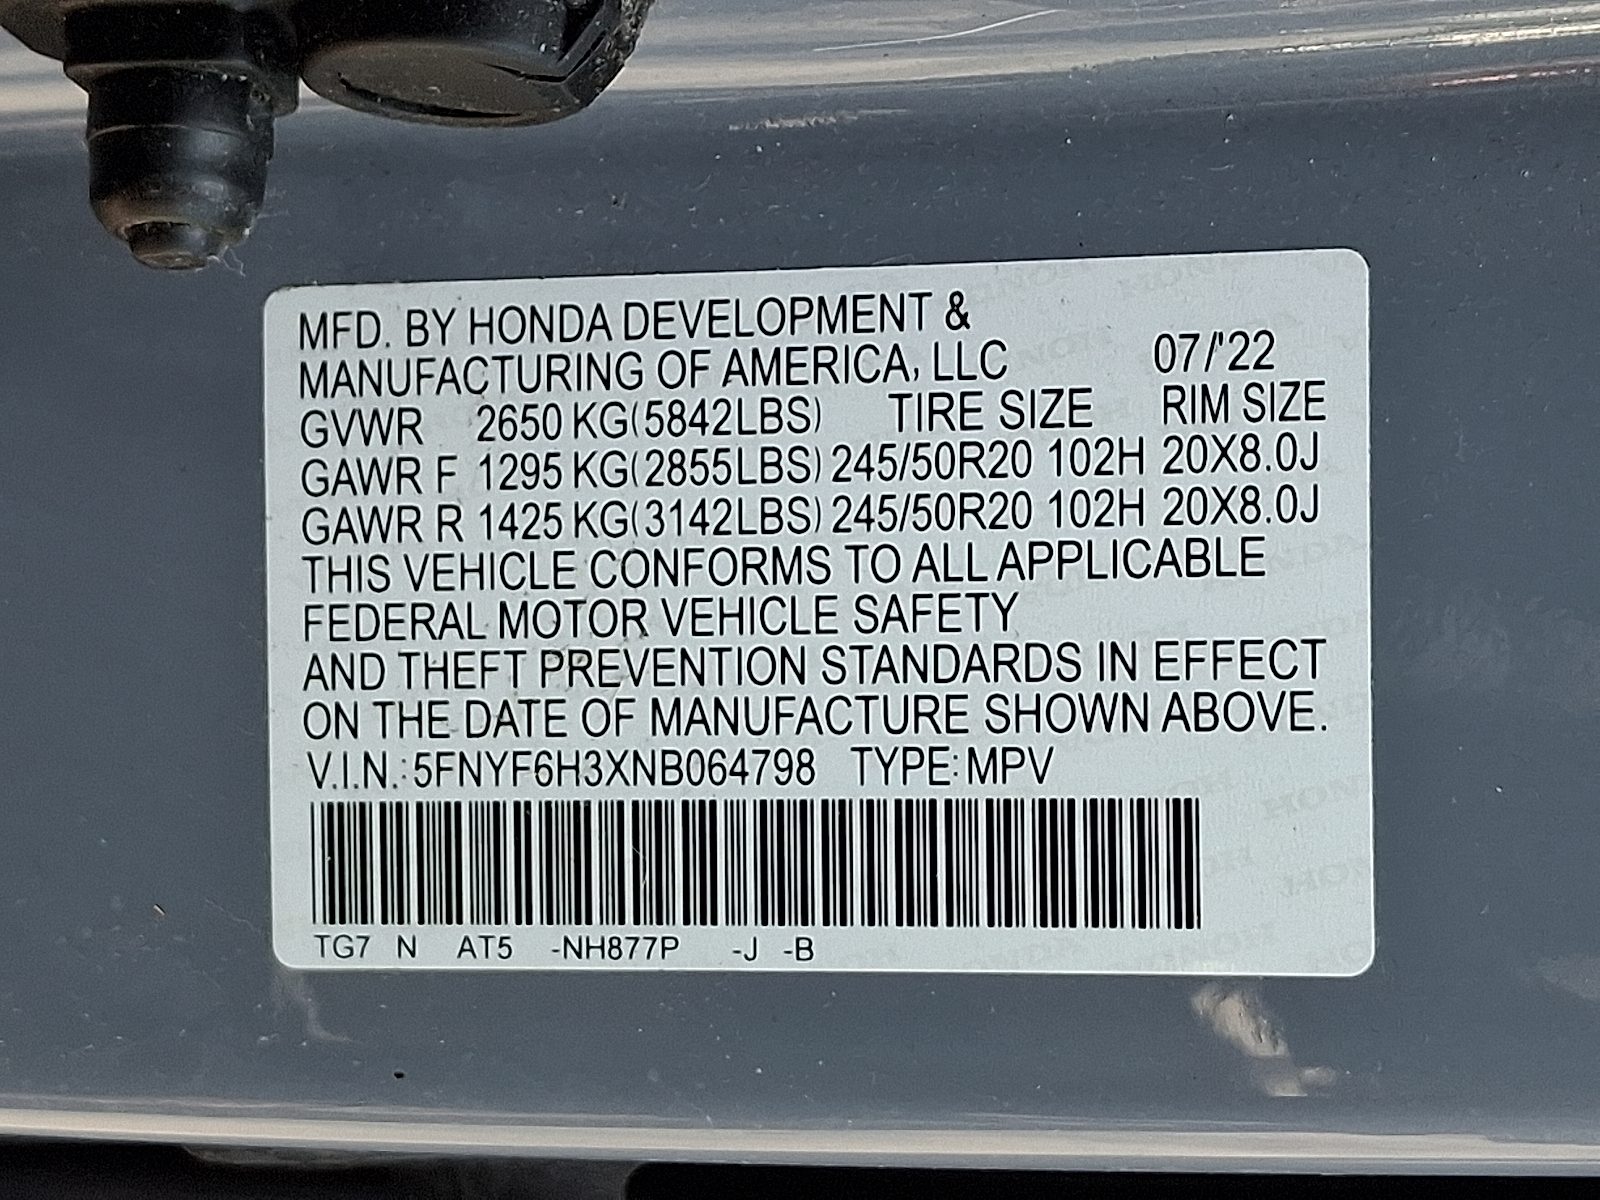 MFD. BY HONDA DEVELOPMENT &
MANUFACTURING OF AMERICA, LLC 07/'22
GVWR 2650 KG(5842LBS) TIRE SIZE RIM SIZE
GAWR F 1295 KG(2855LBS) 245/50R20 102H 20X8.0J
GAWR R 1425 KG(3142LBS) 245/50R20 102H 20X8.0J
THIS VEHICLE CONFORMS TO ALL APPLICABLE
FEDERAL MOTOR VEHICLE SAFETY
AND THEFT PREVENTION STANDARDS IN EFFECT
ON THE DATE OF MANUFACTURE SHOWN ABOVE.
V.I.N.: 5FNYF6H3XNB064798 TYPE: MPV
TG7 N AT5 -NH877P -J -B